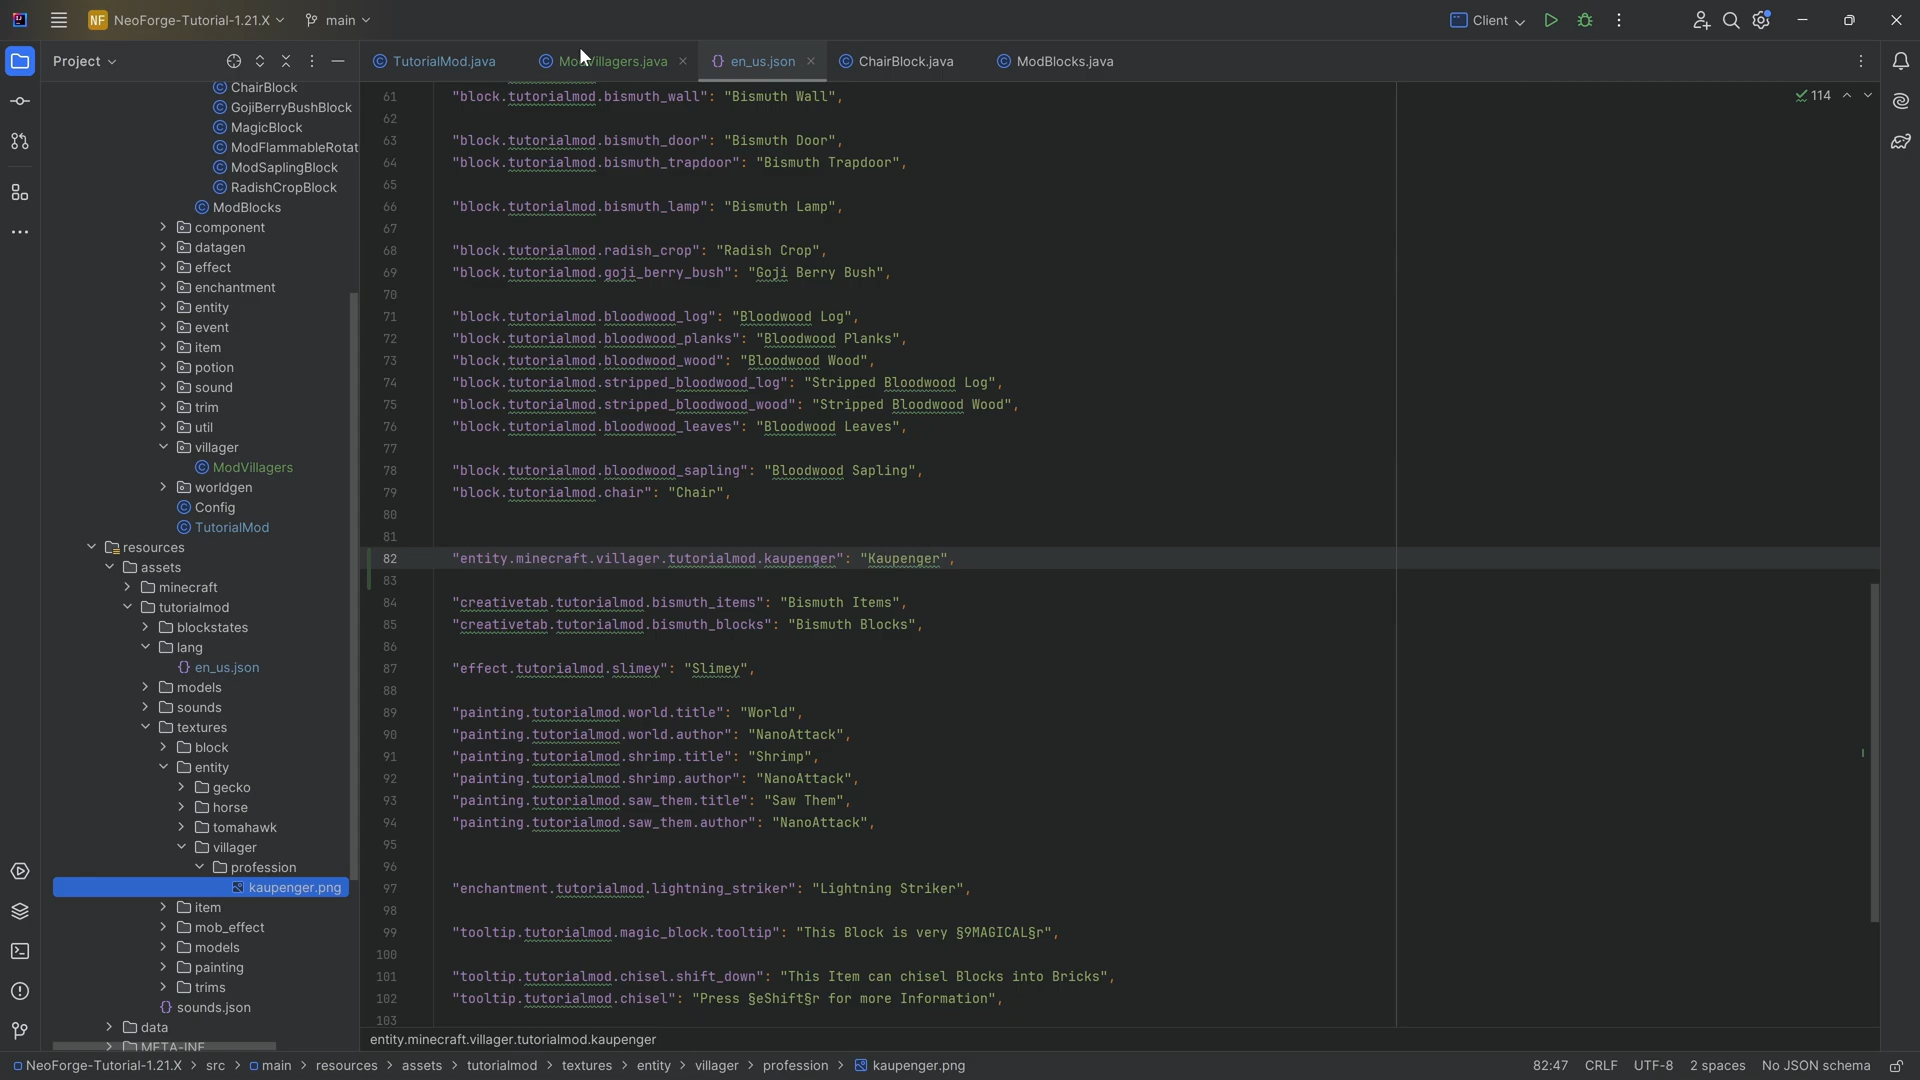 NF NeoForge-Tutorial-1.21.X main Client
Project
TutorialMod.java ModVillagers.java en_us.json ChairBlock.java ModBlocks.java
ChairBlock
GojiBerryBushBlock
MagicBlock
ModFlammableRotat
ModSaplingBlock
RadishCropBlock
ModBlocks
component
datagen
effect
enchantment
entity
event
item
potion
sound
trim
util
villager
ModVillagers
worldgen
Config
TutorialMod
resources
assets
minecraft
tutorialmod
blockstates
lang
en_us.json
models
sounds
textures
block
entity
gecko
horse
tomahawk
villager
profession
kaupenger.png
item
mob_effect
models
painting
trims
sounds.json
data
META-INF
114
61 "block.tutorialmod.bismuth_wall": "Bismuth Wall",
62
63 "block.tutorialmod.bismuth_door": "Bismuth Door",
64 "block.tutorialmod.bismuth_trapdoor": "Bismuth Trapdoor",
65
66 "block.tutorialmod.bismuth_lamp": "Bismuth Lamp",
67
68 "block.tutorialmod.radish_crop": "Radish Crop",
69 "block.tutorialmod.goji_berry_bush": "Goji Berry Bush",
70
71 "block.tutorialmod.bloodwood_log": "Bloodwood Log",
72 "block.tutorialmod.bloodwood_planks": "Bloodwood Planks",
73 "block.tutorialmod.bloodwood_wood": "Bloodwood Wood",
74 "block.tutorialmod.stripped_bloodwood_log": "Stripped Bloodwood Log",
75 "block.tutorialmod.stripped_bloodwood_wood": "Stripped Bloodwood Wood",
76 "block.tutorialmod.bloodwood_leaves": "Bloodwood Leaves",
77
78 "block.tutorialmod.bloodwood_sapling": "Bloodwood Sapling",
79 "block.tutorialmod.chair": "Chair",
80
81
82 "entity.minecraft.villager.tutorialmod.kaupenger": "Kaupenger",
83
84 "creativetab.tutorialmod.bismuth_items": "Bismuth Items",
85 "creativetab.tutorialmod.bismuth_blocks": "Bismuth Blocks",
86
87 "effect.tutorialmod.slimey": "Slimey",
88
89 "painting.tutorialmod.world.title": "World",
90 "painting.tutorialmod.world.author": "NanoAttack",
91 "painting.tutorialmod.shrimp.title": "Shrimp",
92 "painting.tutorialmod.shrimp.author": "NanoAttack",
93 "painting.tutorialmod.saw_them.title": "Saw Them",
94 "painting.tutorialmod.saw_them.author": "NanoAttack",
95
96
97 "enchantment.tutorialmod.lightning_striker": "Lightning Striker",
98
99 "tooltip.tutorialmod.magic_block.tooltip": "This Block is very §9MAGICAL§r",
100
101 "tooltip.tutorialmod.chisel.shift_down": "This Item can chisel Blocks into Bricks",
102 "tooltip.tutorialmod.chisel": "Press §eShift§r for more Information",
103
entity.minecraft.villager.tutorialmod.kaupenger
NeoForge-Tutorial-1.21.X > src > main > resources > assets > tutorialmod > textures > entity > villager > profession > kaupenger.png 82:47 CRLF UTF-8 2 spaces No JSON schema